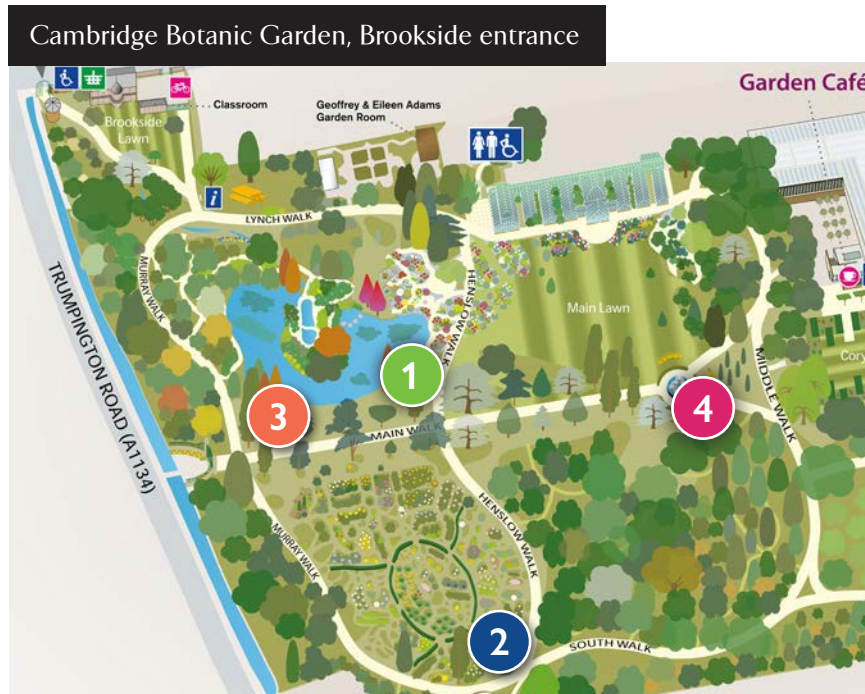 Cambridge Botanic Garden, Brookside entrance
Garden Café
Classroom
Geoffrey & Eileen Adams
Garden Room
Brookside
Lawn
i
LYNCH WALK
MURRAY WALK
HENSLOW WALK
Main Lawn
TRUMPINGTON ROAD (A1134)
1
MIDDLE WALK
Cory
3
4
MAIN WALK
HENSLOW WALK
MURRAY WALK
2
SOUTH WALK